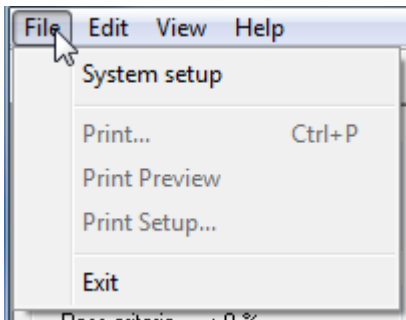 File Edit View Help
System setup
Print... Ctrl+P
Print Preview
Print Setup...
Exit